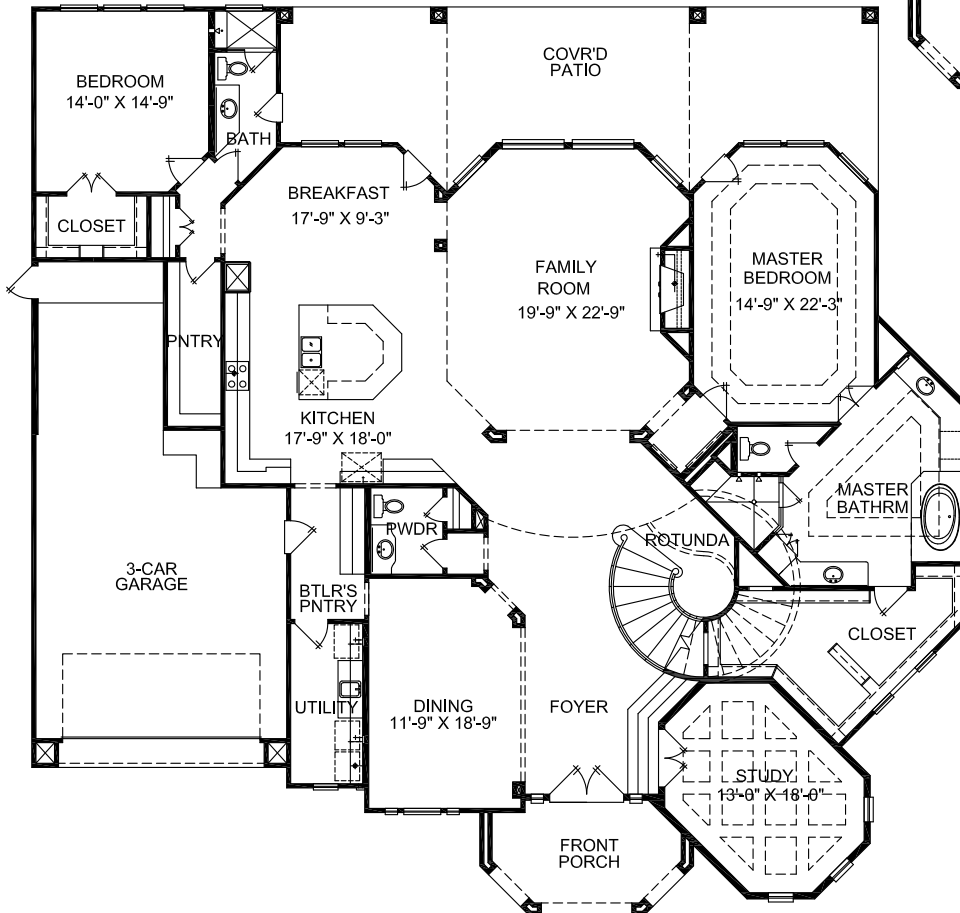 COVR'D
PATIO
BEDROOM
14'-0" X 14'-9"
BATH
BREAKFAST
17'-9" X 9'-3"
CLOSET
FAMILY
ROOM
19'-9" X 22'-9"
MASTER
BEDROOM
14'-9" X 22'-3"
PNTRY
KITCHEN
17'-9" X 18'-0"
MASTER
BATHRM
PWDR
ROTUNDA
3-CAR
GARAGE
BTLR'S
PNTRY
CLOSET
UTILITY
DINING
11'-9" X 18'-9"
FOYER
STUDY
13'-0" X 18'-0"
FRONT
PORCH